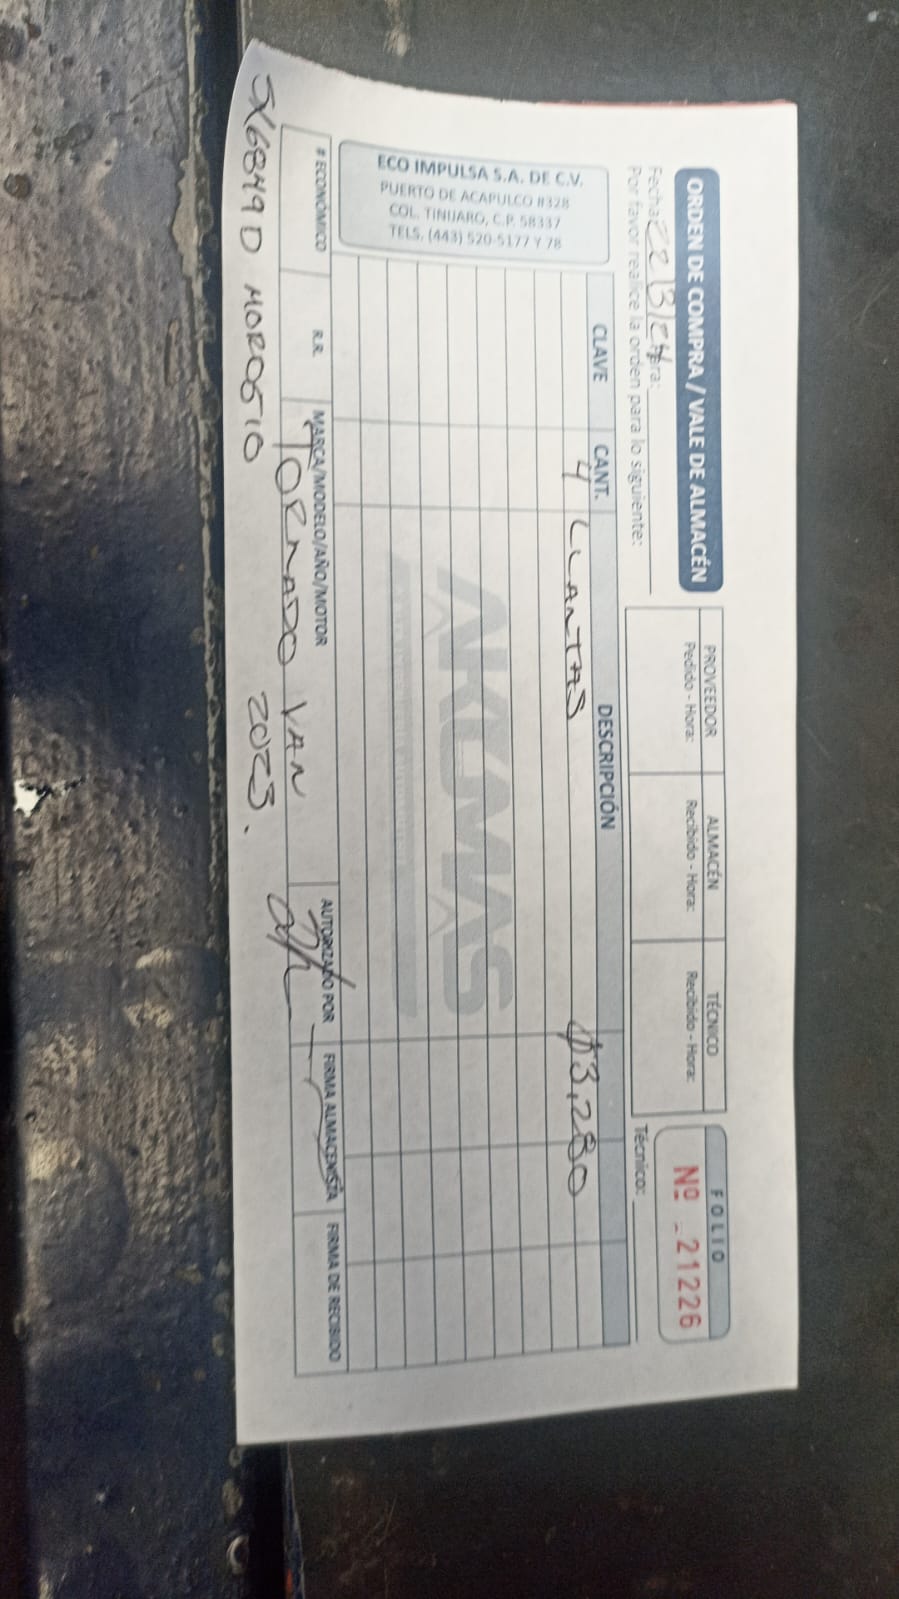 ORDEN DE COMPRA / VALE DE ALMACÉN
Fecha: 22/3/24 Hora:
Por favor realice la orden para lo siguiente:
PROVEEDOR ALMACÉN TÉCNICO
Pedido - Hora: Recibido - Hora: Recibido - Hora:
FOLIO
Nº 21226
Técnico:
ECO IMPULSA S.A. DE C.V.
PUERTO DE ACAPULCO #328
COL. TINIJARO, C.P. 58337
TELS. (443) 520-5177 Y 78
CLAVE CANT. DESCRIPCIÓN
4 LLANTAS $3,280
AKUMAS
# ECONÓMICO R.R. MARCA/MODELO/AÑO/MOTOR AUTORIZADO POR FIRMA ALMACENISTA FIRMA DE RECIBIDO
TORNADO VAN
2023.